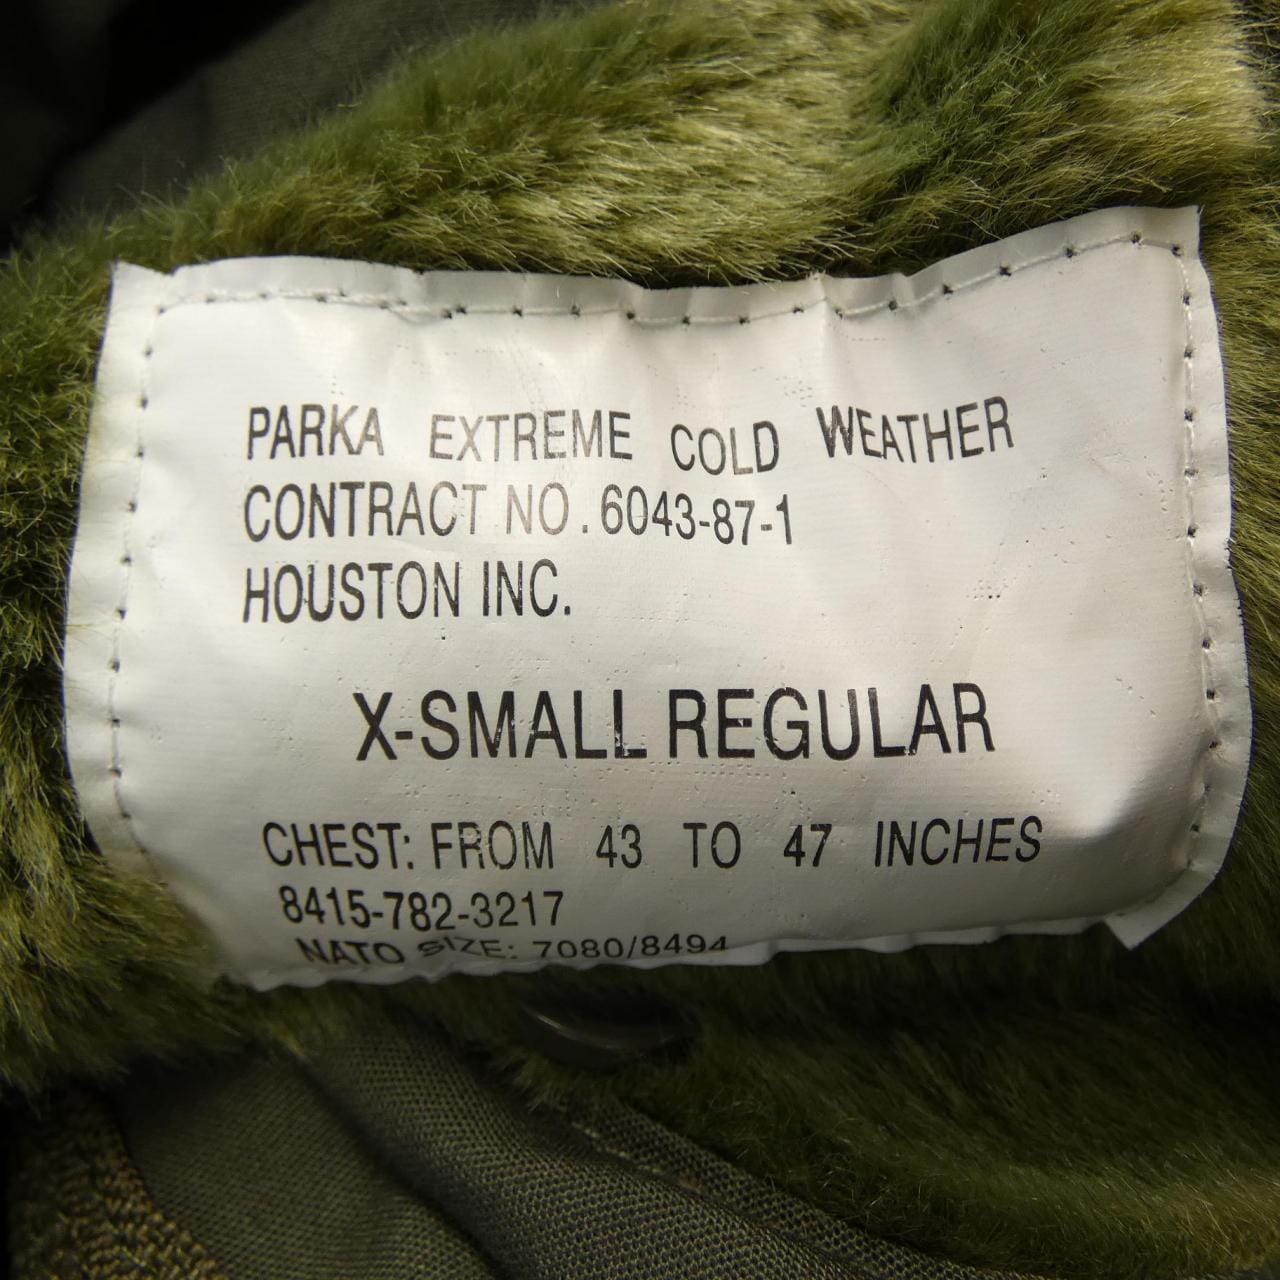 PARKA EXTREME COLD WEATHER
CONTRACT NO. 6043-87-1
HOUSTON INC.
X-SMALL REGULAR
CHEST: FROM 43 TO 47 INCHES
8415-782-3217
NATO SIZE: 7080/8494